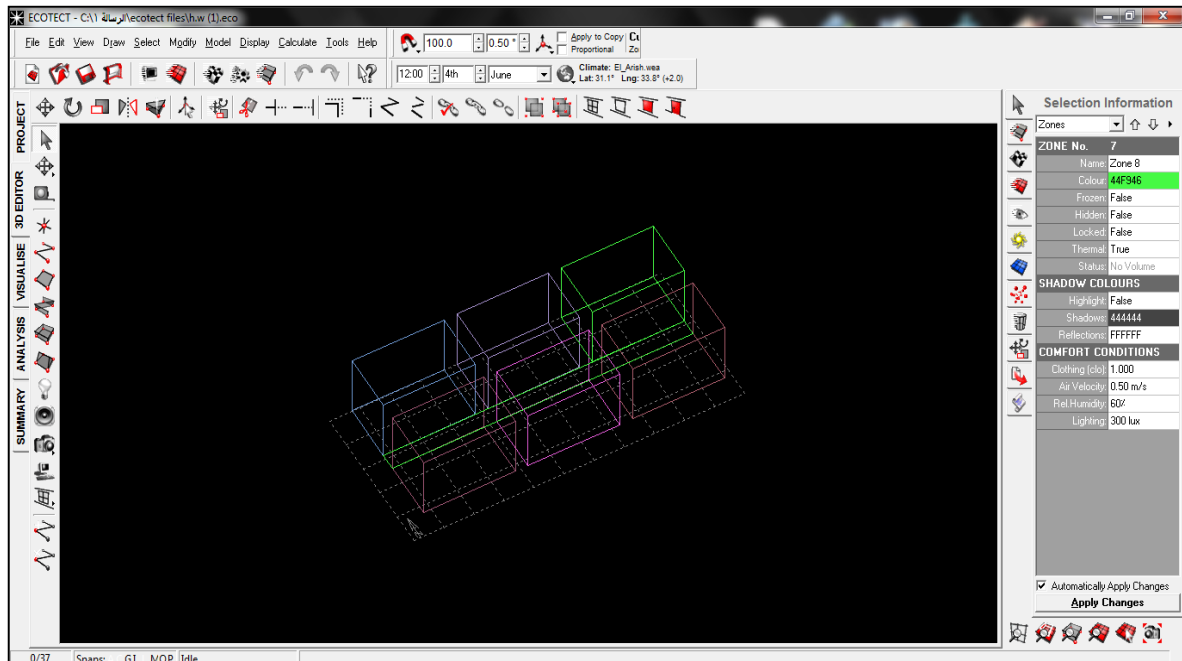 ECOTECT - C:\١ الرسالة\ecotect files\h.w (1).eco
File Edit View Draw Select Modify Model Display Calculate Tools Help
100.0 0.50 ° Apply to Copy
Proportional
12:00 4th June Climate: El_Arish.wea
Lat: 31.1° Lng: 33.8° (+2.0)
PROJECT
3D EDITOR
VISUALISE
ANALYSIS
SUMMARY
Selection Information
Zones
ZONE No. 7
Name: Zone 8
Colour: 44F946
Frozen: False
Hidden: False
Locked: False
Thermal: True
Status: No Volume
SHADOW COLOURS
Highlight: False
Shadows: 444444
Reflections: FFFFFF
COMFORT CONDITIONS
Clothing (clo): 1.000
Air Velocity: 0.50 m/s
Rel.Humidity: 60%
Lighting: 300 lux
Automatically Apply Changes
Apply Changes
0/37 Snaps: GI MOP Idle